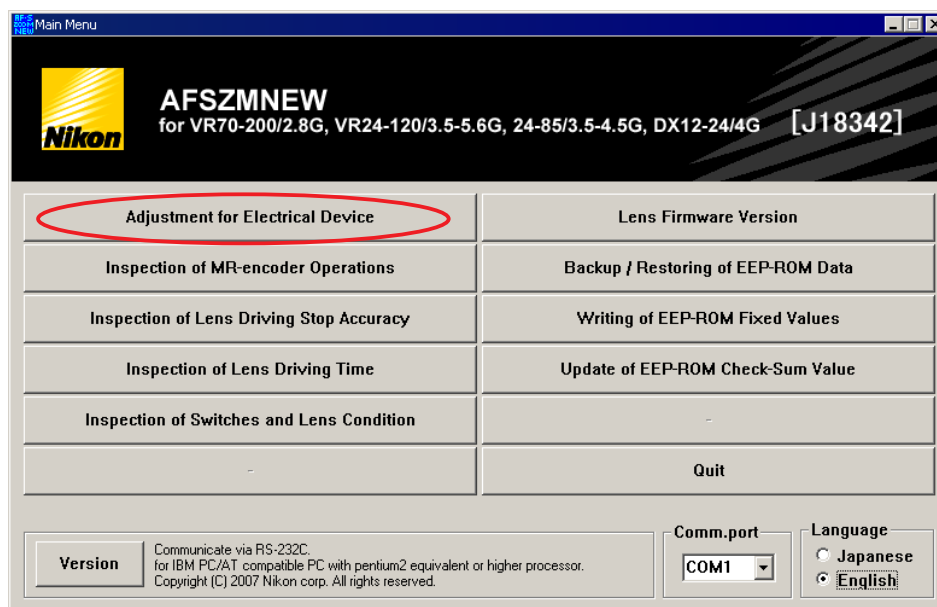 AF-S
ZOOM
NEW
Main Menu
Nikon
AFSZMNEW
for VR70-200/2.8G, VR24-120/3.5-5.6G, 24-85/3.5-4.5G, DX12-24/4G
[J18342]
Adjustment for Electrical Device
Lens Firmware Version
Inspection of MR-encoder Operations
Backup / Restoring of EEP-ROM Data
Inspection of Lens Driving Stop Accuracy
Writing of EEP-ROM Fixed Values
Inspection of Lens Driving Time
Update of EEP-ROM Check-Sum Value
Inspection of Switches and Lens Condition
-
-
Quit
Version
Communicate via RS-232C.
for IBM PC/AT compatible PC with pentium2 equivalent or higher processor.
Copyright (C) 2007 Nikon corp. All rights reserved.
Comm.port
COM1
Language
Japanese
English